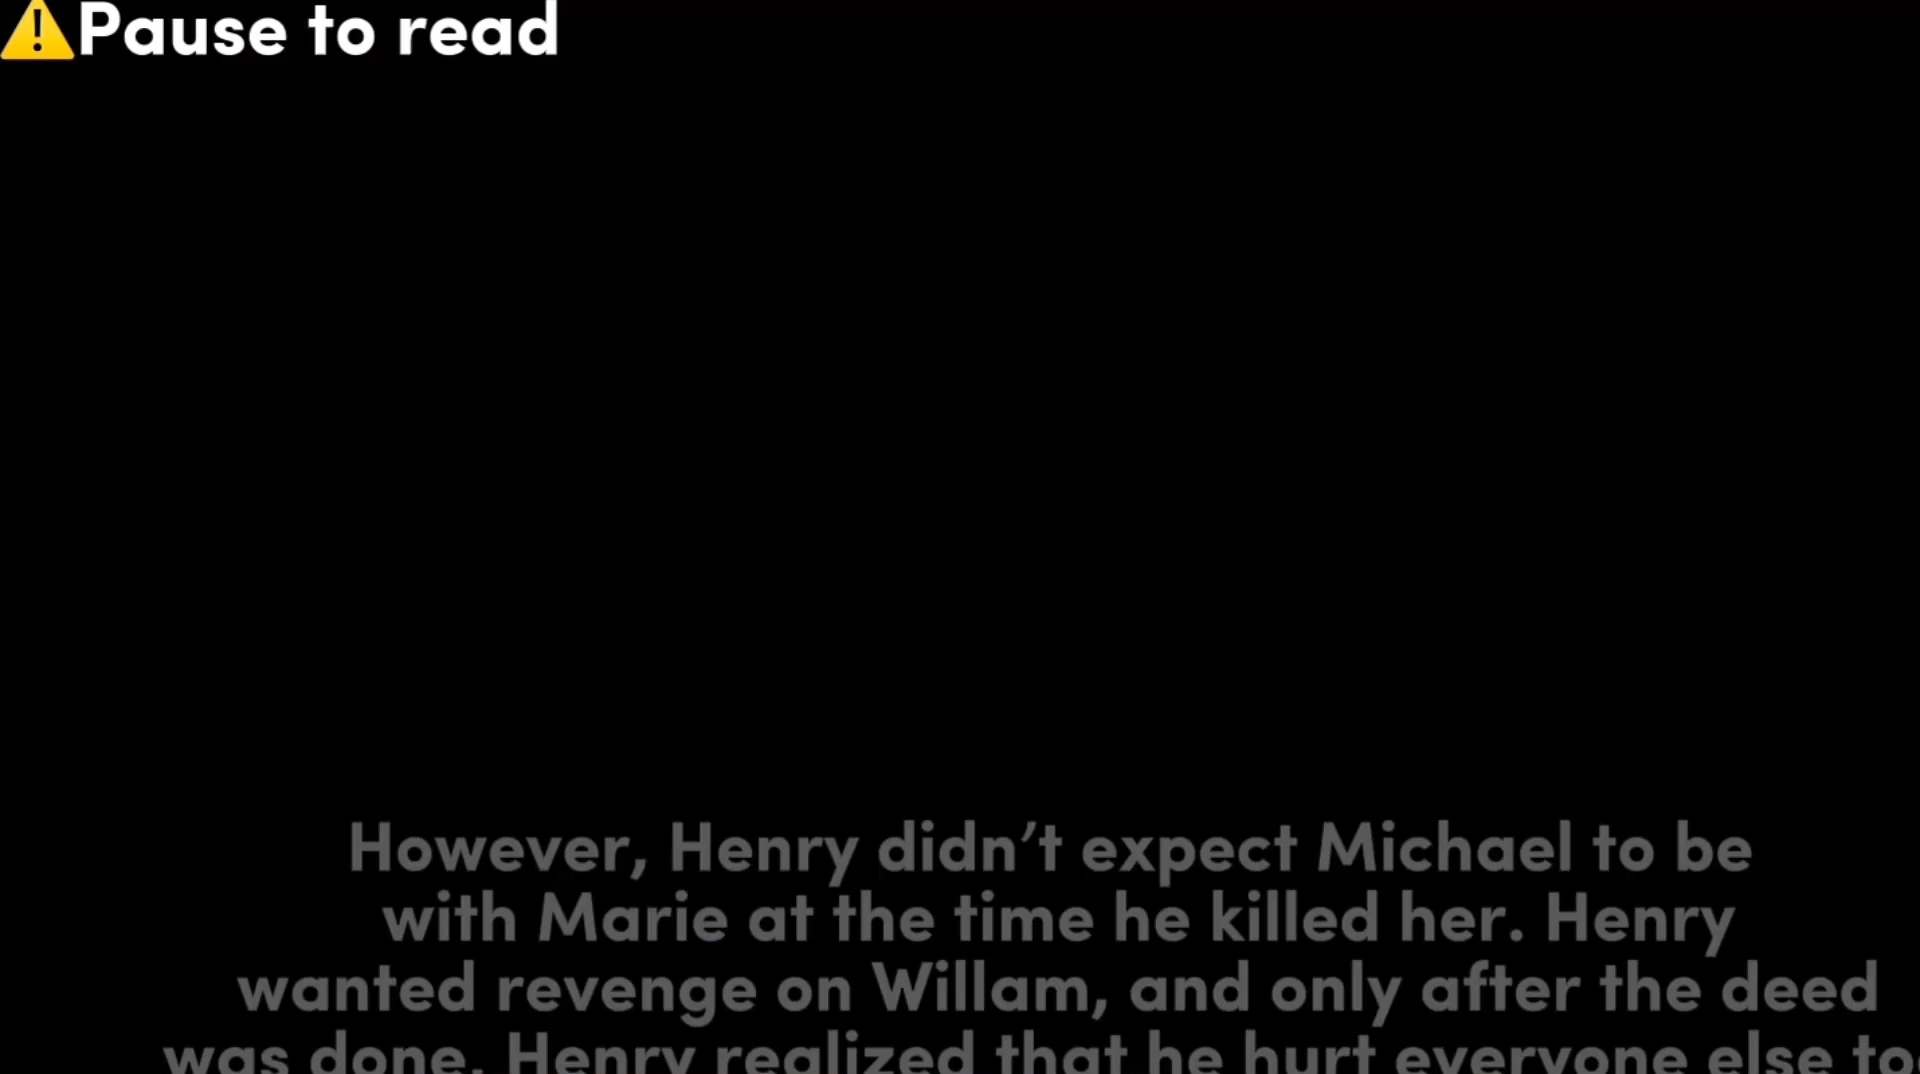 ⚠️Pause to read
However, Henry didn’t expect Michael to be
with Marie at the time he killed her. Henry
wanted revenge on Willam, and only after the deed
was done, Henry realized that he hurt everyone else